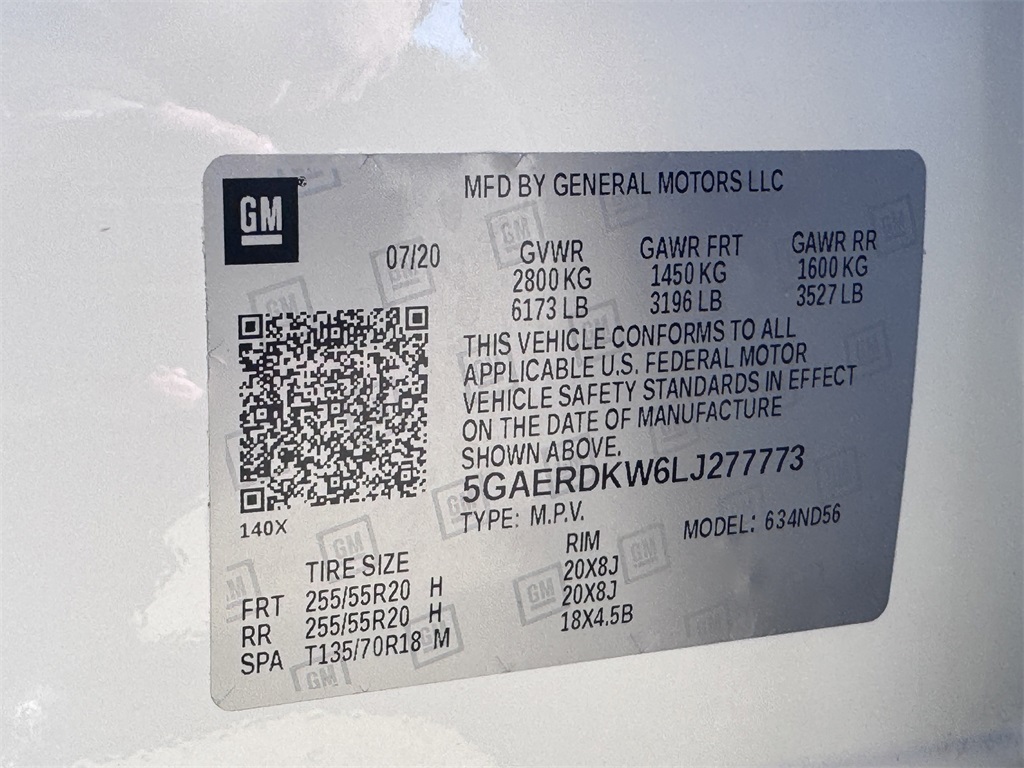 GM
MFD BY GENERAL MOTORS LLC
07/20
GVWR GAWR FRT GAWR RR
2800 KG 1450 KG 1600 KG
6173 LB 3196 LB 3527 LB
THIS VEHICLE CONFORMS TO ALL
APPLICABLE U.S. FEDERAL MOTOR
VEHICLE SAFETY STANDARDS IN EFFECT
ON THE DATE OF MANUFACTURE
SHOWN ABOVE.
5GAERDKW6LJ277773
TYPE: M.P.V. MODEL: 634ND56
140X
TIRE SIZE RIM
FRT 255/55R20 H 20X8J
RR 255/55R20 H 20X8J
SPA T135/70R18 M 18X4.5B